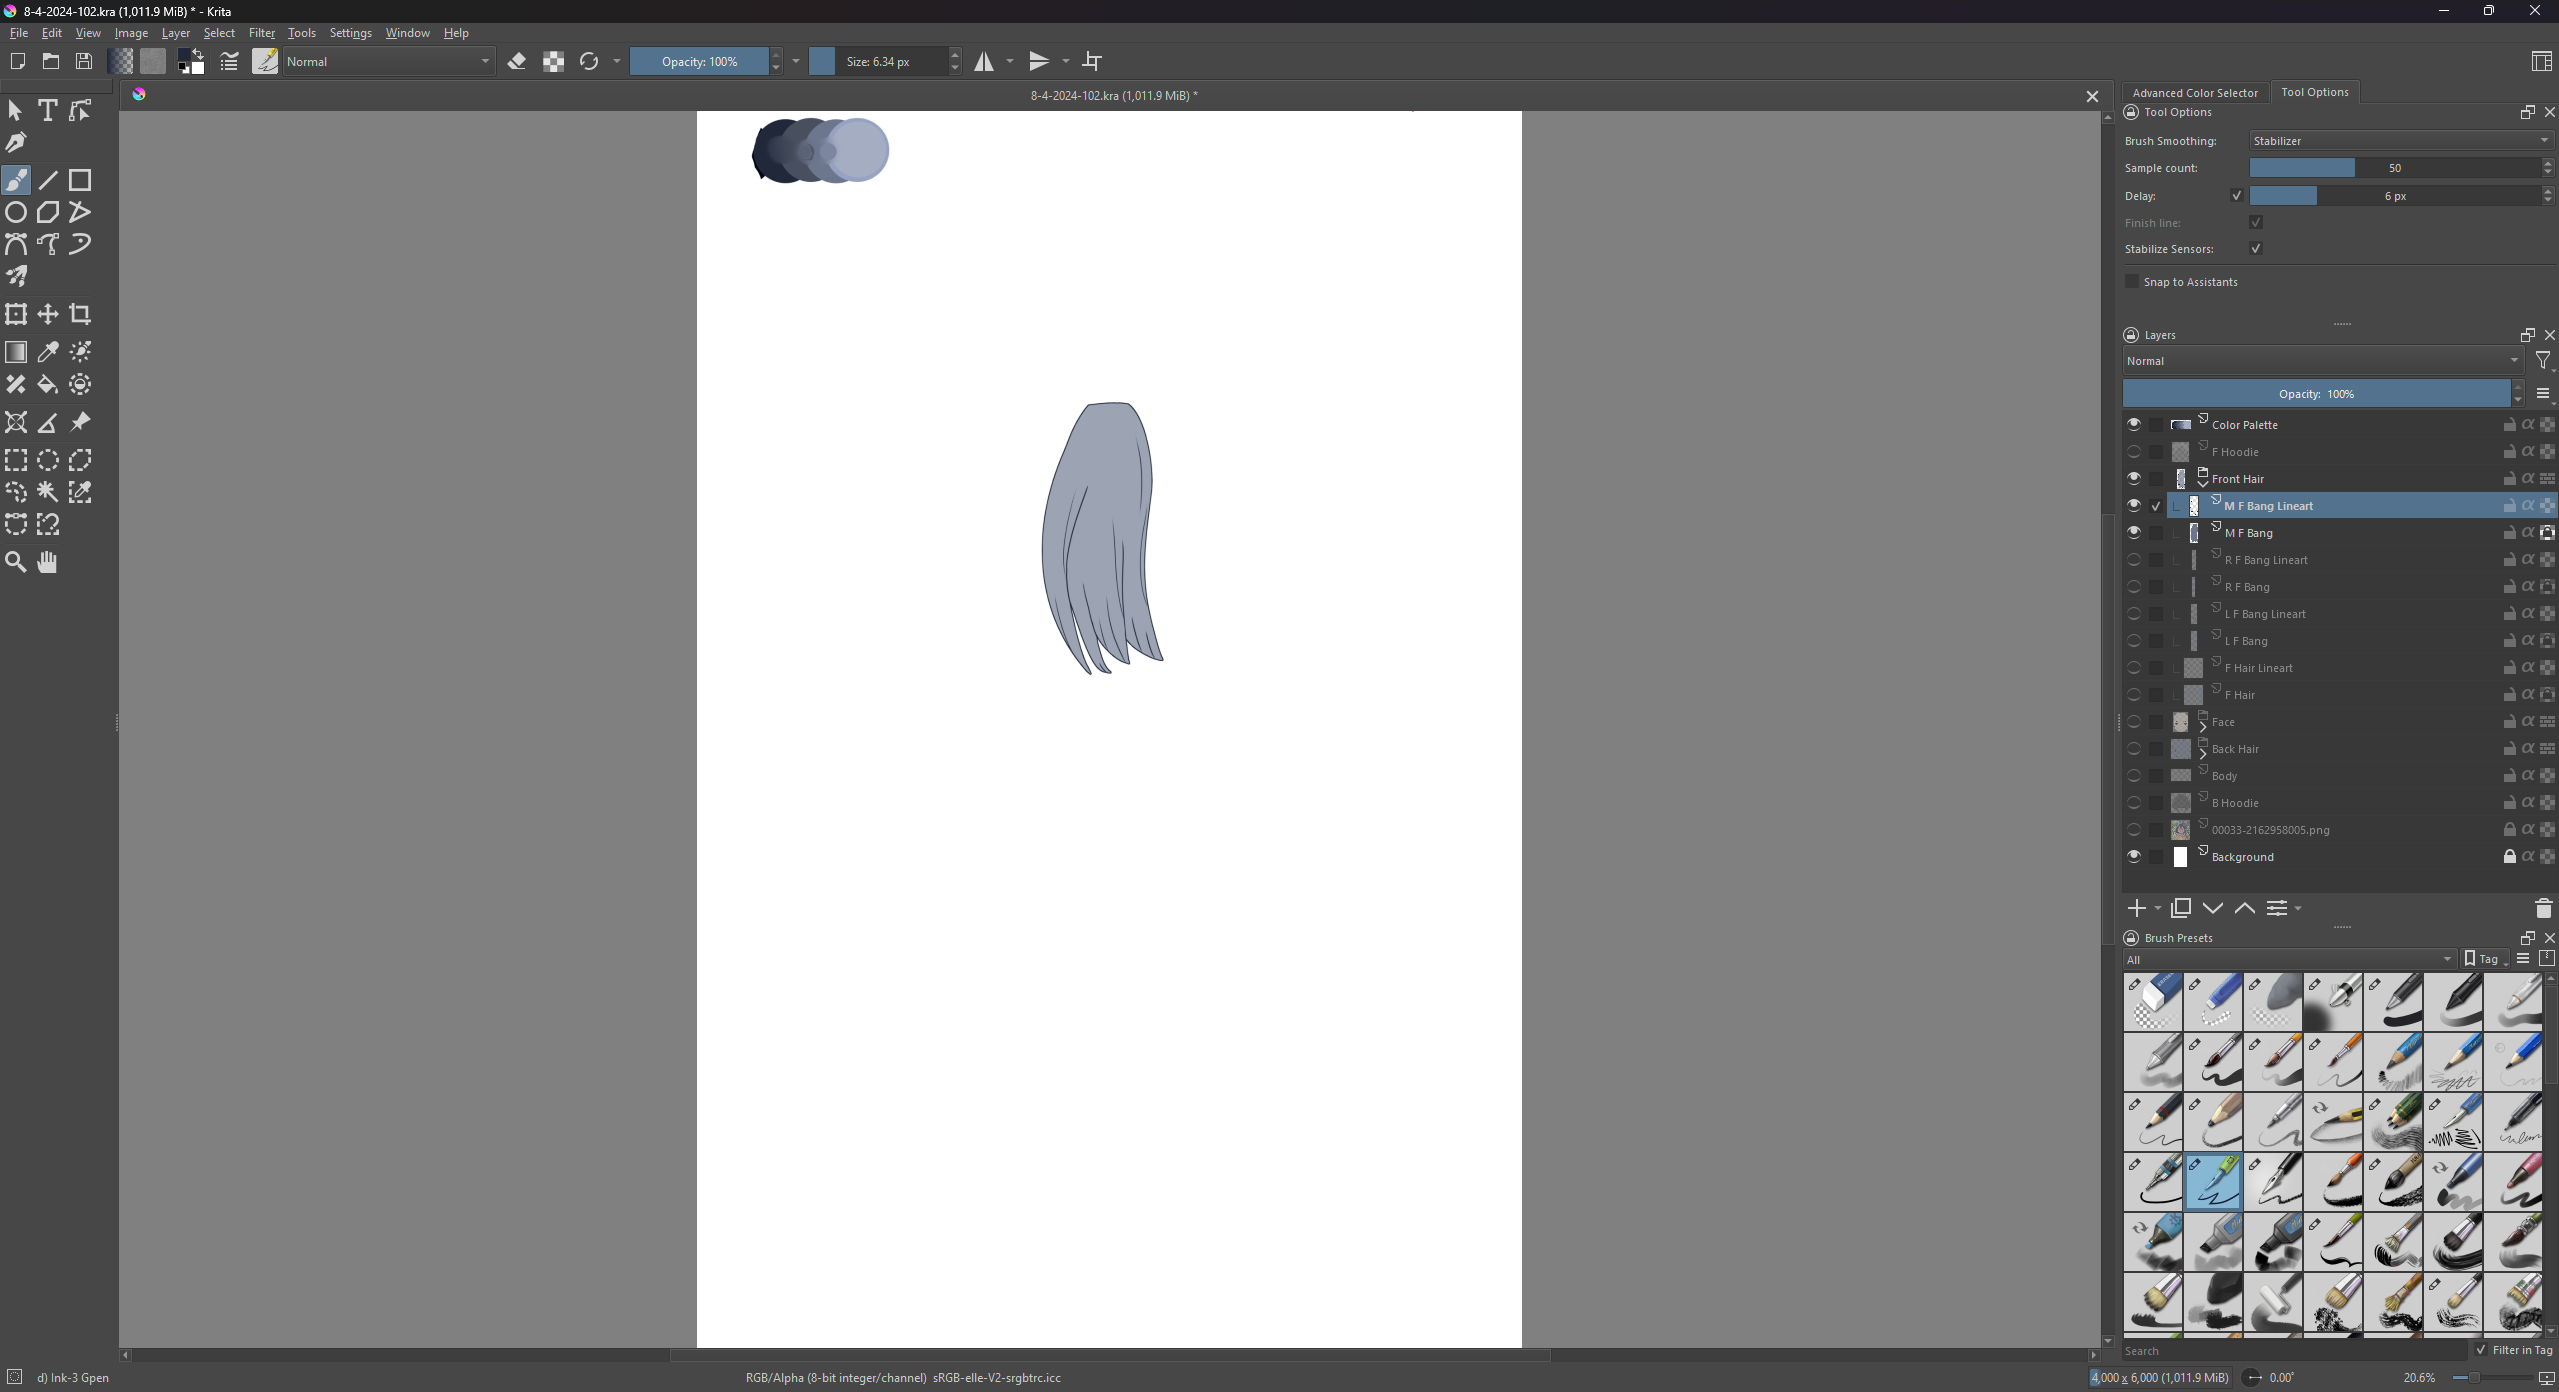 8-4-2024-102.kra (1,011.9 MiB) * - Krita
File Edit View Image Layer Select Filter Tools Settings Window Help
Normal Opacity: 100% Size: 6.34 px
8-4-2024-102.kra (1,011.9 MiB) *
Advanced Color Selector Tool Options
Tool Options
Brush Smoothing: Stabilizer
Sample count: 50
Delay: 6 px
Finish line:
Stabilize Sensors:
Snap to Assistants
Layers
Normal
Opacity: 100%
Color Palette
F Hoodie
Front Hair
M F Bang Lineart
M F Bang
R F Bang Lineart
R F Bang
L F Bang Lineart
L F Bang
F Hair Lineart
F Hair
Face
Back Hair
Body
B Hoodie
00033-2162958005.png
Background
Brush Presets
All Tag
Search Filter in Tag
d) Ink-3 Gpen RGB/Alpha (8-bit integer/channel) sRGB-elle-V2-srgbtrc.icc 4,000 x 6,000 (1,011.9 MiB) 0.00° 20.6%